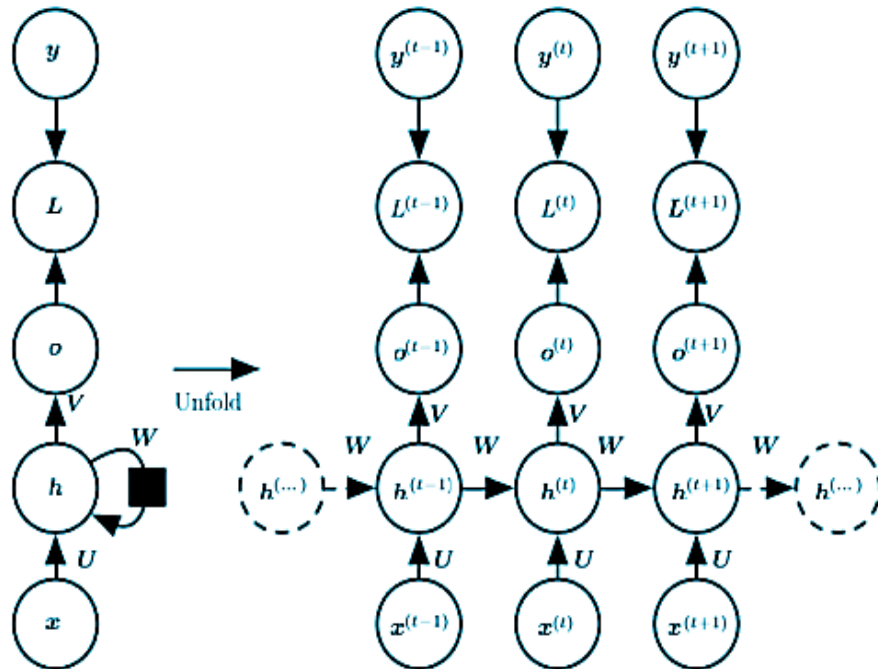 y y^{(t−1)} y^{(t)} y^{(t+1)}
L L^{(t−1)} L^{(t)} L^{(t+1)}
o o^{(t−1)} o^{(t)} o^{(t+1)}
Unfold
V V V V
W W W W W
h h^{(...)} h^{(t−1)} h^{(t)} h^{(t+1)} h^{(...)}
U U U U
x x^{(t−1)} x^{(t)} x^{(t+1)}